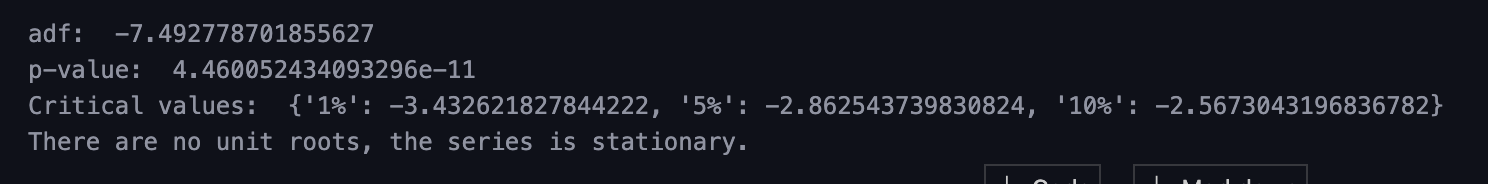 adf:  -7.492778701855627
p-value:  4.460052434093296e-11
Critical values:  {'1%': -3.432621827844222, '5%': -2.862543739830824, '10%': -2.5673043196836782}
There are no unit roots, the series is stationary.